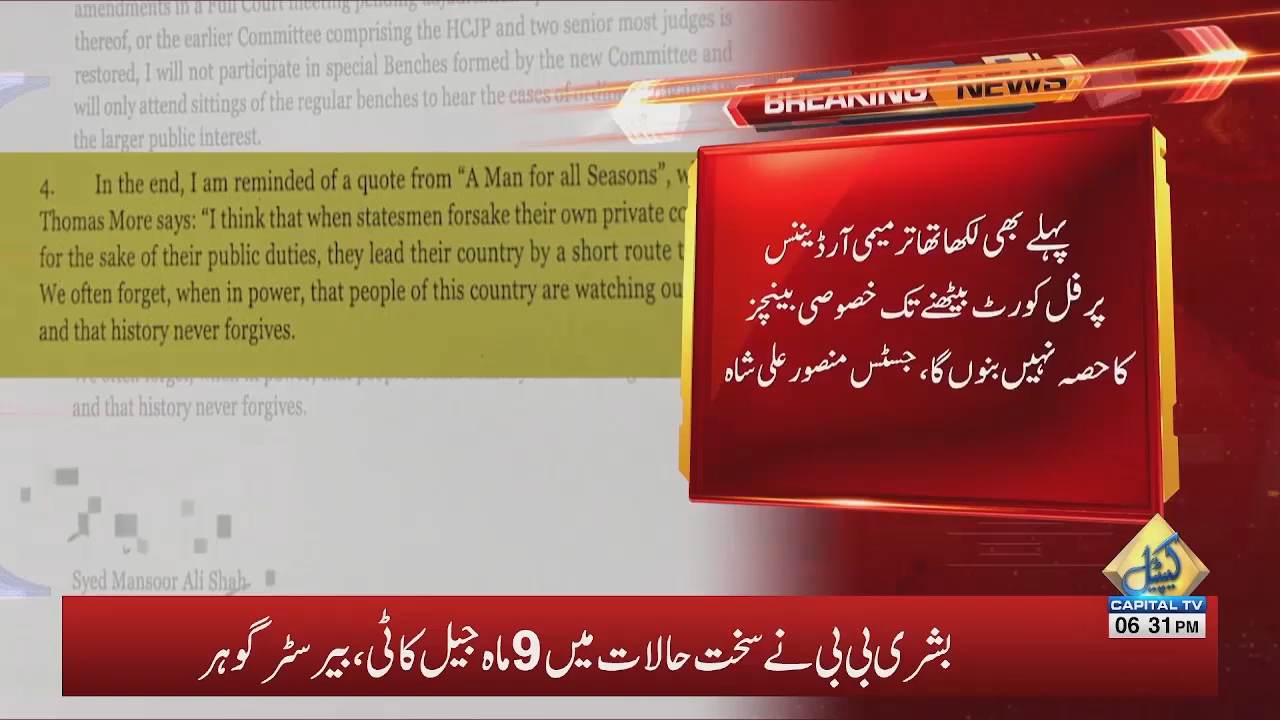 amendments in a Full Court meeting pending
thereof, or the earlier Committee comprising the HCJP and two senior most judges is
restored, I will not participate in special Benches formed by the new Committee and
will only attend sittings of the regular benches to hear the cases of
the larger public interest.
4. In the end, I am reminded of a quote from “A Man for all Seasons”,
Thomas More says: “I think that when statesmen forsake their own private
for the sake of their public duties, they lead their country by a short route
We often forget, when in power, that people of this country are watching
and that history never forgives.
and that history never forgives.
Syed Mansoor Ali Shah
BREAKING NEWS
پہلے بھی لکھا تھا ترمیمی آرڈیننس
پر فل کورٹ بیٹھنے تک خصوصی بینچز
کا حصہ نہیں بنوں گا، جسٹس منصور علی شاہ
کیپیٹل
CAPITAL TV
06 31 PM
بشری بی بی نے سخت حالات میں 9 ماہ جیل کاٹی، بیرسٹر گوہر